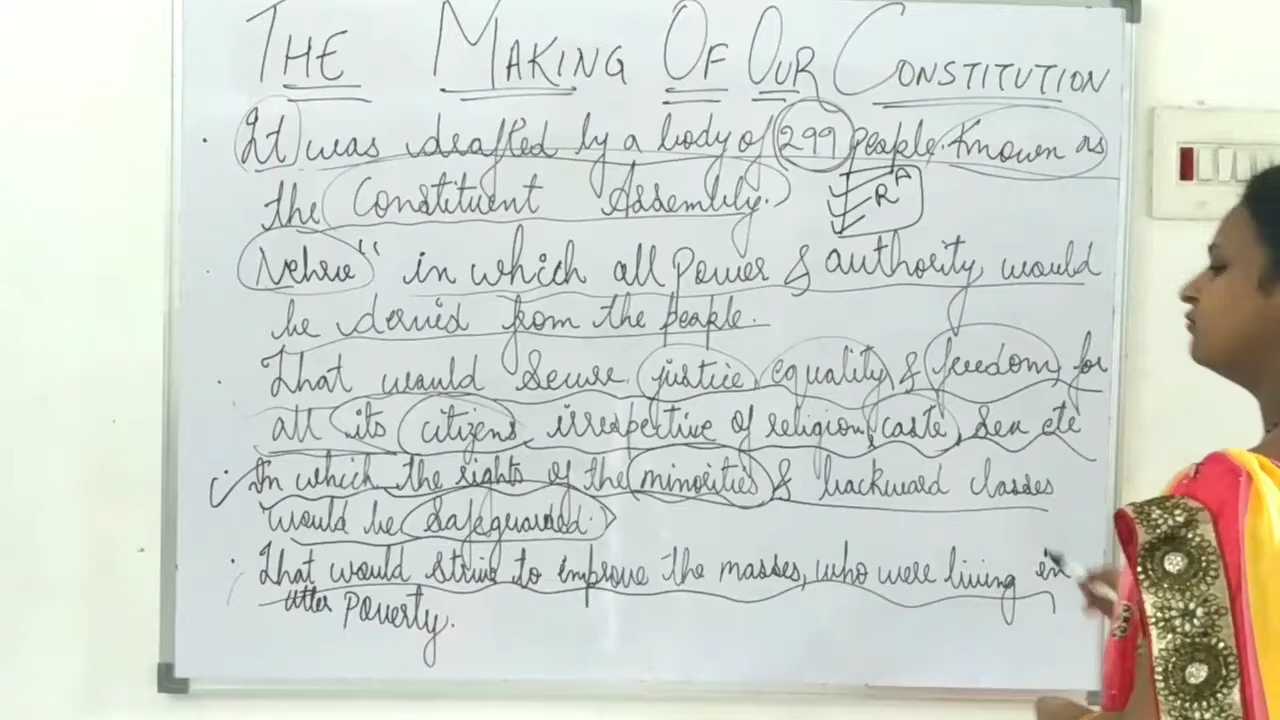 THE MAKING OF OUR CONSTITUTION
• It was drafted by a body of 299 people known as
the Constituent Assembly.
R A
• Nehru" in which all Power & authority would
be derived from the people.
• That would secure justice, equality & freedom for
all its citizens irrespective of religion, caste, sex etc
• In which the rights of the minorities & backward classes
would be safeguarded.
• That would strive to improve the masses, who were living in
utter Poverty.